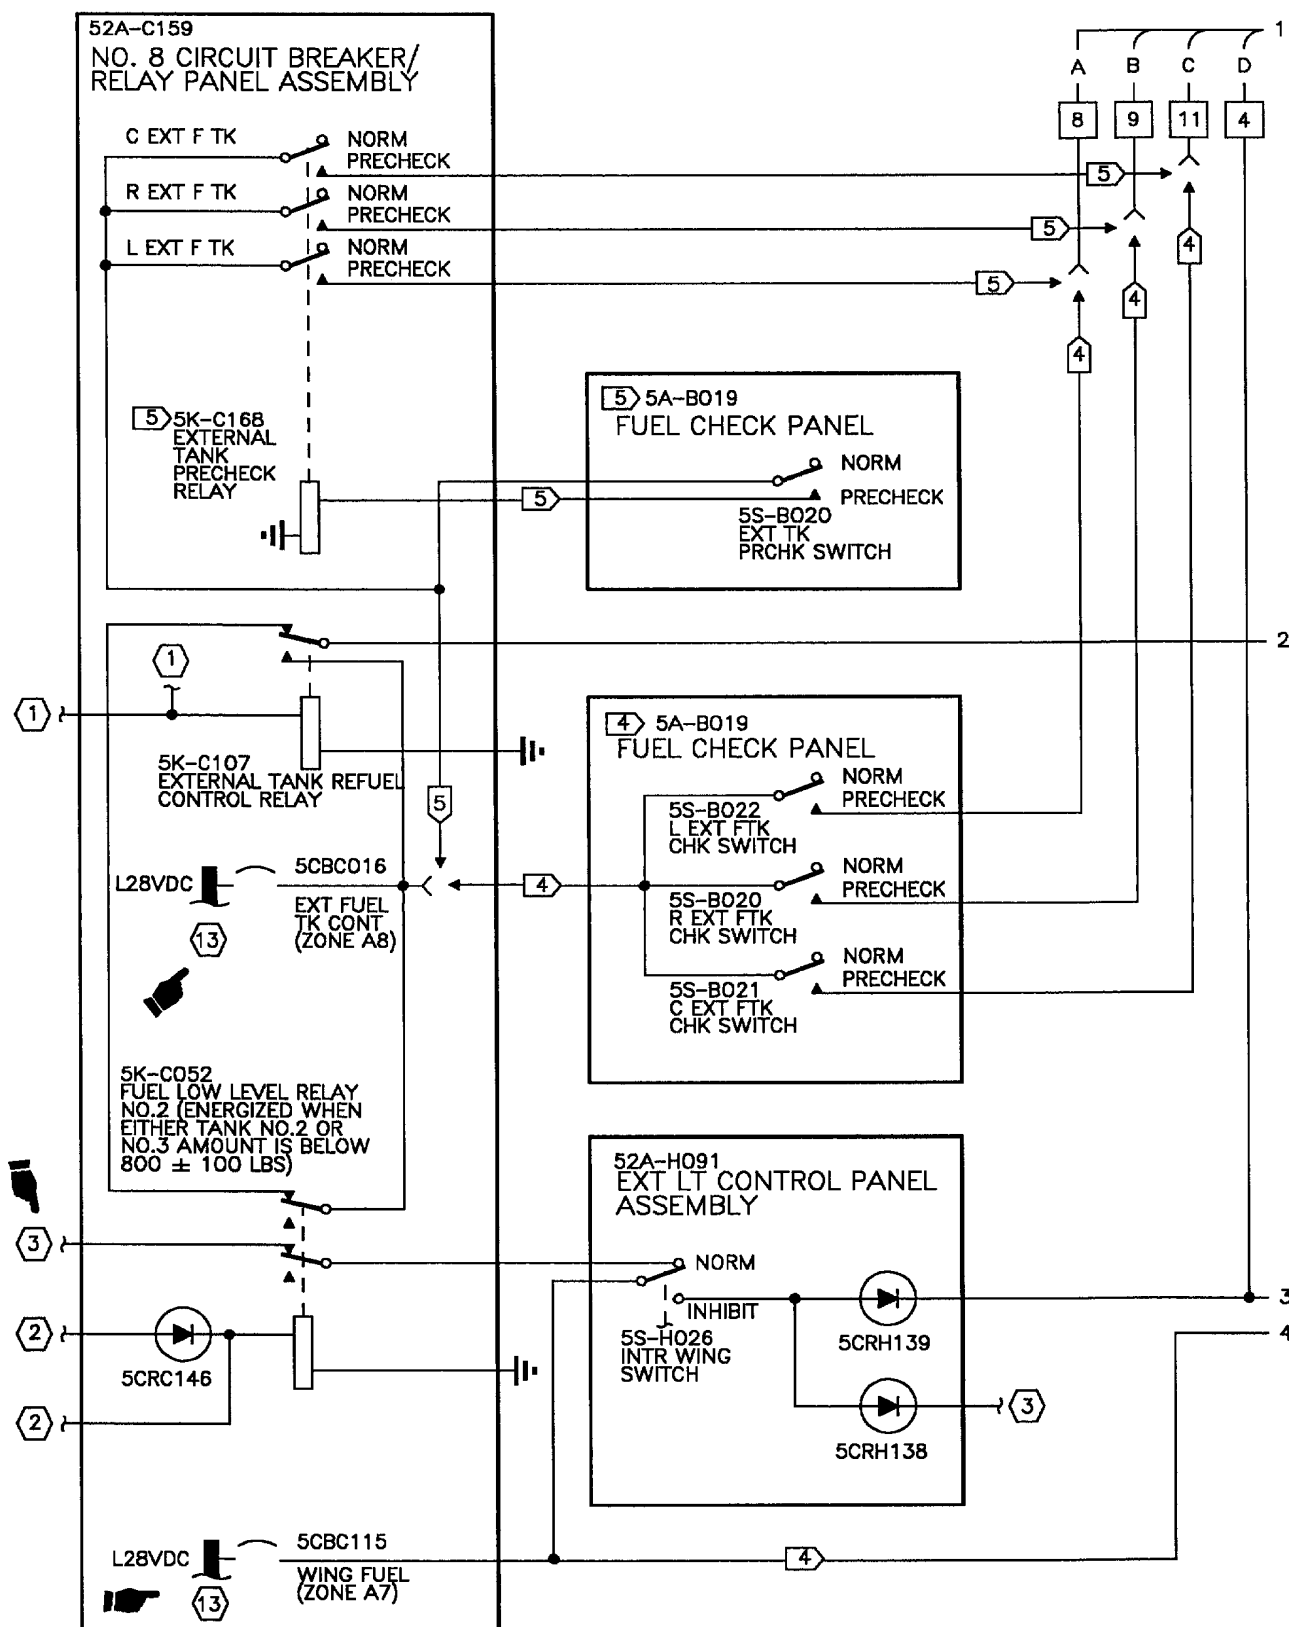 52A-C159
NO. 8 CIRCUIT BREAKER/
RELAY PANEL ASSEMBLY
1
A B C D
8 9 11 4
C EXT F TK
NORM
PRECHECK
5
R EXT F TK
NORM
PRECHECK
5
L EXT F TK
NORM
PRECHECK
5
4
4
4
5 5K-C168
EXTERNAL
TANK
PRECHECK
RELAY
5
5 5A-B019
FUEL CHECK PANEL
NORM
PRECHECK
5S-B020
EXT TK
PRCHK SWITCH
2
1
1
5K-C107
EXTERNAL TANK REFUEL
CONTROL RELAY
5
L28VDC
13
5CBC016
EXT FUEL
TK CONT
(ZONE A8)
4
4 5A-B019
FUEL CHECK PANEL
NORM
PRECHECK
5S-B022
L EXT FTK
CHK SWITCH
NORM
PRECHECK
5S-B020
R EXT FTK
CHK SWITCH
NORM
PRECHECK
5S-B021
C EXT FTK
CHK SWITCH
5K-C052
FUEL LOW LEVEL RELAY
NO.2 (ENERGIZED WHEN
EITHER TANK NO.2 OR
NO.3 AMOUNT IS BELOW
800 ± 100 LBS)
3
2
5CRC146
2
52A-H091
EXT LT CONTROL PANEL
ASSEMBLY
NORM
INHIBIT
5S-H026
INTR WING
SWITCH
5CRH139
5CRH138
3
3
4
L28VDC
13
5CBC115
WING FUEL
(ZONE A7)
4